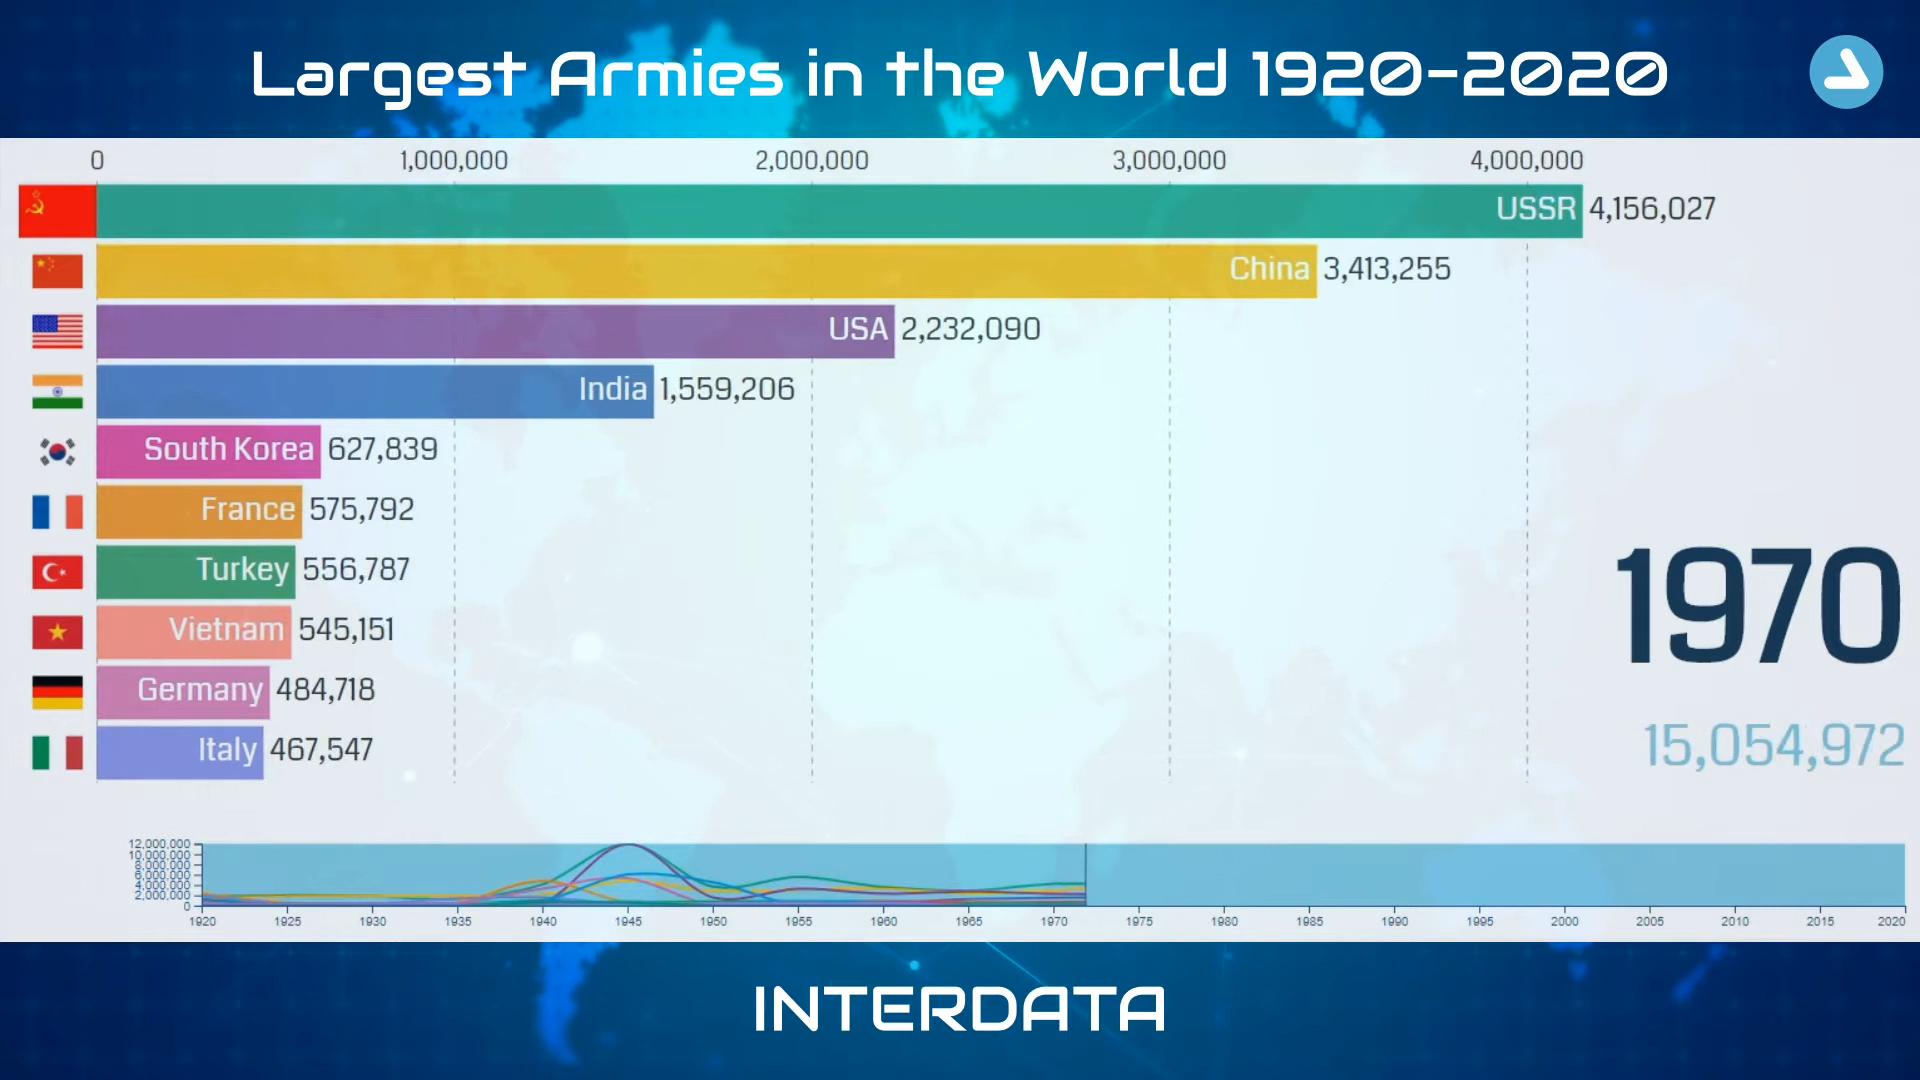 Largest Armies in the World 1920-2020
0 1,000,000 2,000,000 3,000,000 4,000,000
USSR 4,156,027
China 3,413,255
USA 2,232,090
India 1,559,206
South Korea 627,839
France 575,792
Turkey 556,787
Vietnam 545,151
Germany 484,718
Italy 467,547
1970
15,054,972
12,000,000
10,000,000
8,000,000
6,000,000
4,000,000
2,000,000
0
1920 1925 1930 1935 1940 1945 1950 1955 1960 1965 1970 1975 1980 1985 1990 1995 2000 2005 2010 2015 2020
INTERDATA